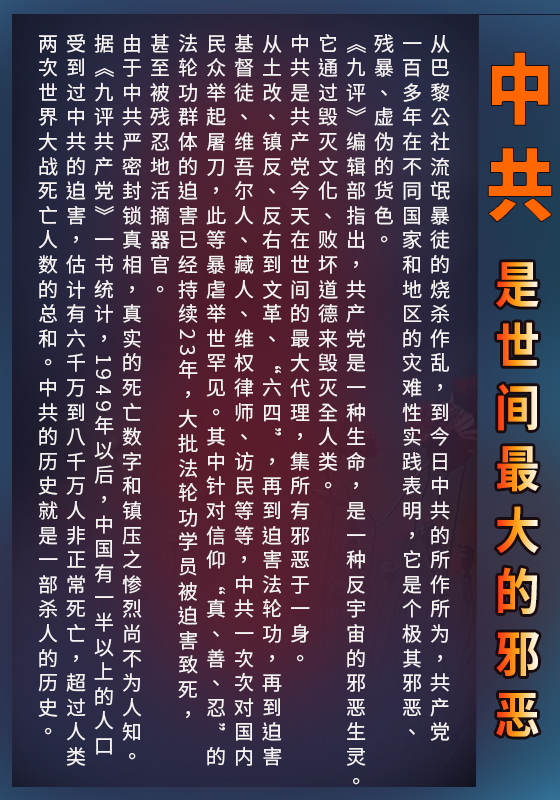 中共
是世间最大的邪恶
从巴黎公社流氓暴徒的烧杀作乱，到今日中共的所作所为，共产党
一百多年在不同国家和地区的灾难性实践表明，它是个极其邪恶、
残暴、虚伪的货色。
《九评》编辑部指出，共产党是一种生命，是一种反宇宙的邪恶生灵。
它通过毁灭文化、败坏道德来毁灭全人类。
中共是共产党今天在世间的最大代理，集所有邪恶于一身。
从土改、镇反、反右到文革、“六四”，再到迫害法轮功，再到迫害
基督徒、维吾尔人、藏人、维权律师、访民等等，中共一次次对国内
民众举起屠刀，此等暴虐举世罕见。其中针对信仰“真、善、忍”的
法轮功群体的迫害已经持续23年，大批法轮功学员被迫害致死，
甚至被残忍地活摘器官。
由于中共严密封锁真相，真实的死亡数字和镇压之惨烈尚不为人知。
据《九评共产党》一书统计，1949年以后，中国有一半以上的人口
受到过中共的迫害，估计有六千万到八千万人非正常死亡，超过人类
两次世界大战死亡人数的总和。中共的历史就是一部杀人的历史。